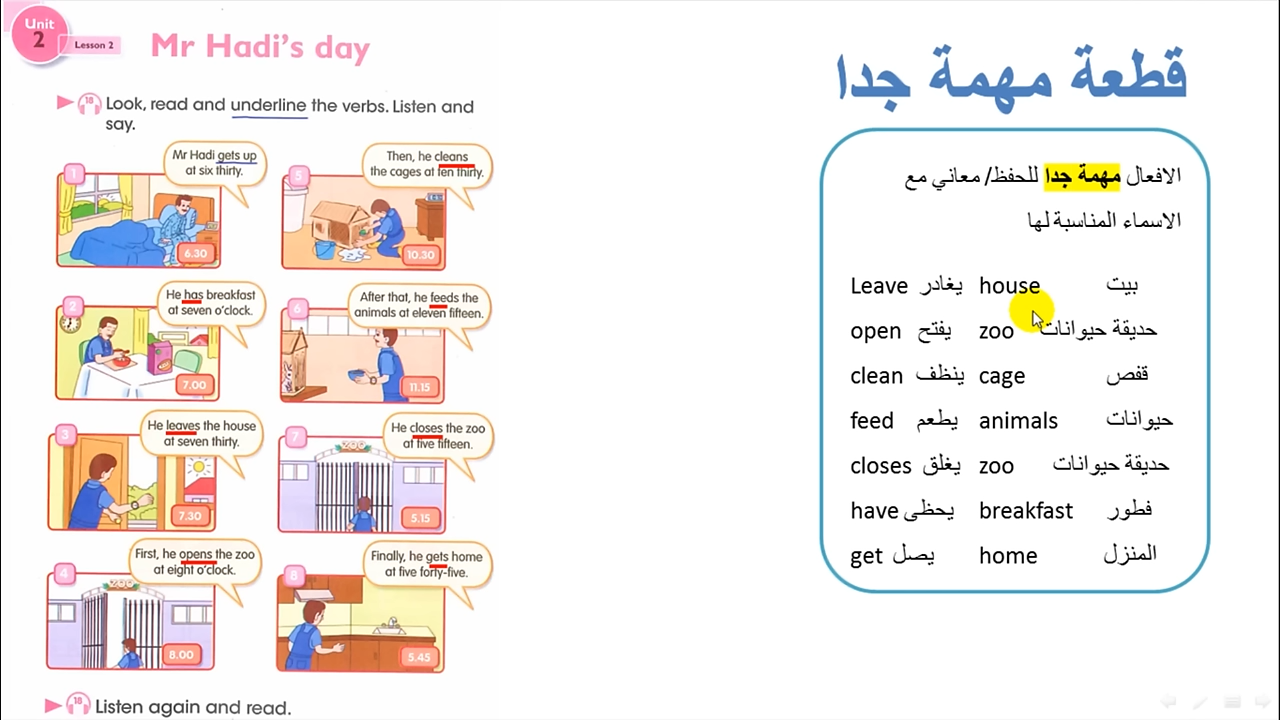 Unit
2
Lesson 2
Mr Hadi's day
18
Look, read and underline the verbs. Listen and
say.
1
Mr Hadi gets up
at six thirty.
6.30
2
He has breakfast
at seven o'clock.
7.00
3
He leaves the house
at seven thirty.
7.30
4
First, he opens the zoo
at eight o'clock.
ZOO
8.00
5
Then, he cleans
the cages at ten thirty.
10.30
6
After that, he feeds the
animals at eleven fifteen.
11.15
7
He closes the zoo
at five fifteen.
ZOO
5.15
8
Finally, he gets home
at five forty-five.
5.45
18
Listen again and read.
قطعة مهمة جدا
الافعال مهمة جدا للحفظ/ معاني مع
الاسماء المناسبة لها
Leave يغادر house بيت
open يفتح zoo حديقة حيوانات
clean ينظف cage قفص
feed يطعم animals حيوانات
closes يغلق zoo حديقة حيوانات
have يحظى breakfast فطور
get يصل home المنزل